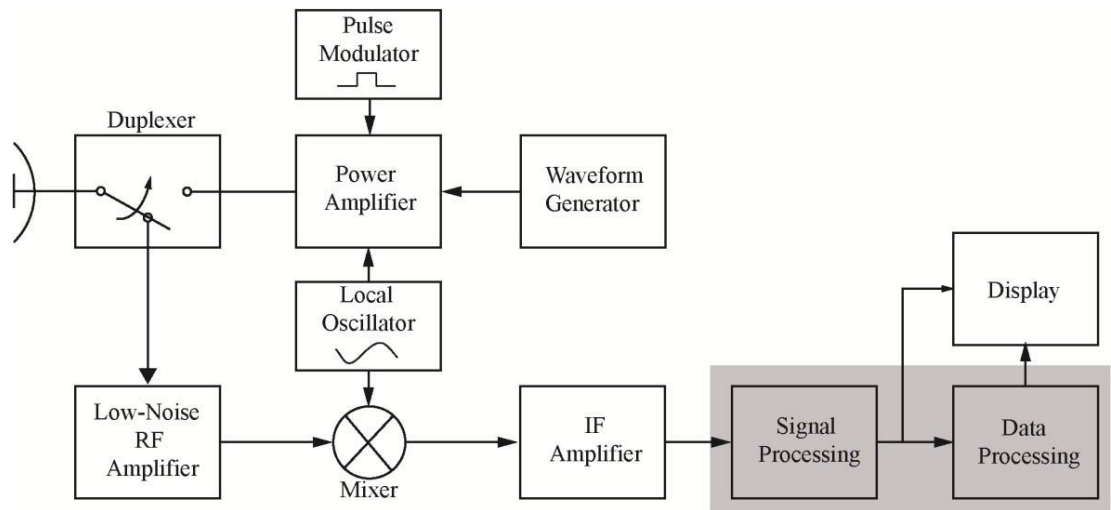 Pulse
Modulator
Duplexer
Power
Amplifier
Waveform
Generator
Local
Oscillator
Display
Low-Noise
RF
Amplifier
Mixer
IF
Amplifier
Signal
Processing
Data
Processing